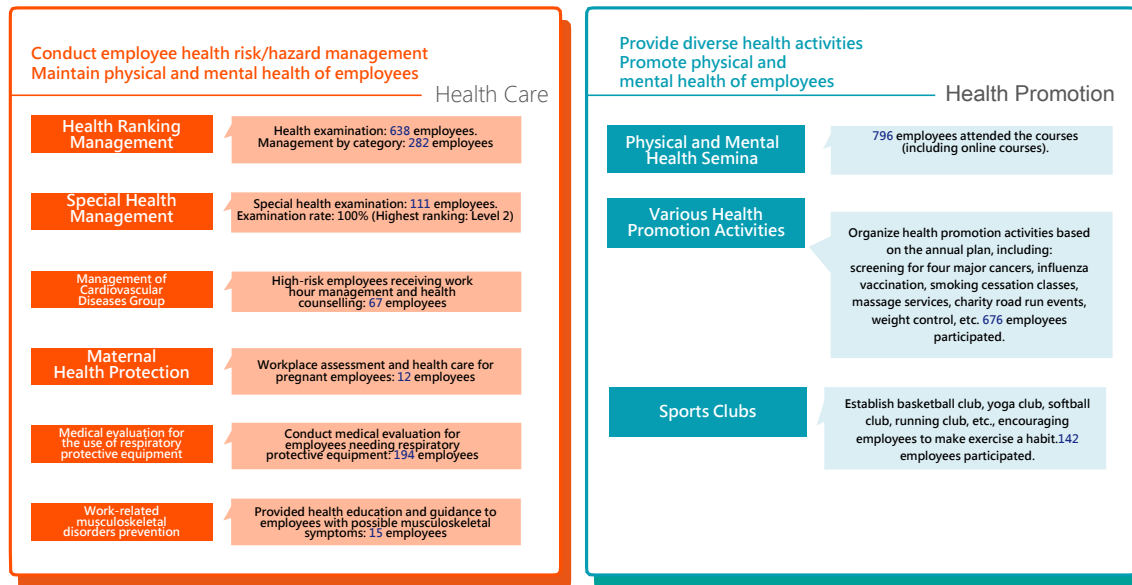 Conduct employee health risk/hazard management
Maintain physical and mental health of employees
Health Care
Health Ranking
Management
Health examination: 638 employees.
Management by category: 282 employees
Special Health
Management
Special health examination: 111 employees.
Examination rate: 100% (Highest ranking: Level 2)
Management of
Cardiovascular
Diseases Group
High-risk employees receiving work
hour management and health
counselling: 67 employees
Maternal
Health Protection
Workplace assessment and health care for
pregnant employees: 12 employees
Medical evaluation for
the use of respiratory
protective equipment
Conduct medical evaluation for
employees needing respiratory
protective equipment: 194 employees
Work-related
musculoskeletal
disorders prevention
Provided health education and guidance to
employees with possible musculoskeletal
symptoms: 15 employees
Provide diverse health activities
Promote physical and
mental health of employees
Health Promotion
Physical and Mental
Health Semina
796 employees attended the courses
(including online courses).
Various Health
Promotion Activities
Organize health promotion activities based
on the annual plan, including:
screening for four major cancers, influenza
vaccination, smoking cessation classes,
massage services, charity road run events,
weight control, etc. 676 employees
participated.
Sports Clubs
Establish basketball club, yoga club, softball
club, running club, etc., encouraging
employees to make exercise a habit.142
employees participated.